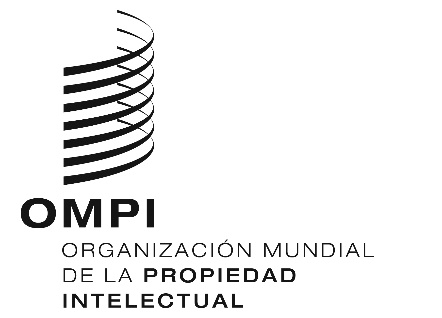 OMPI
ORGANIZACIÓN MUNDIAL
DE LA PROPIEDAD
INTELECTUAL